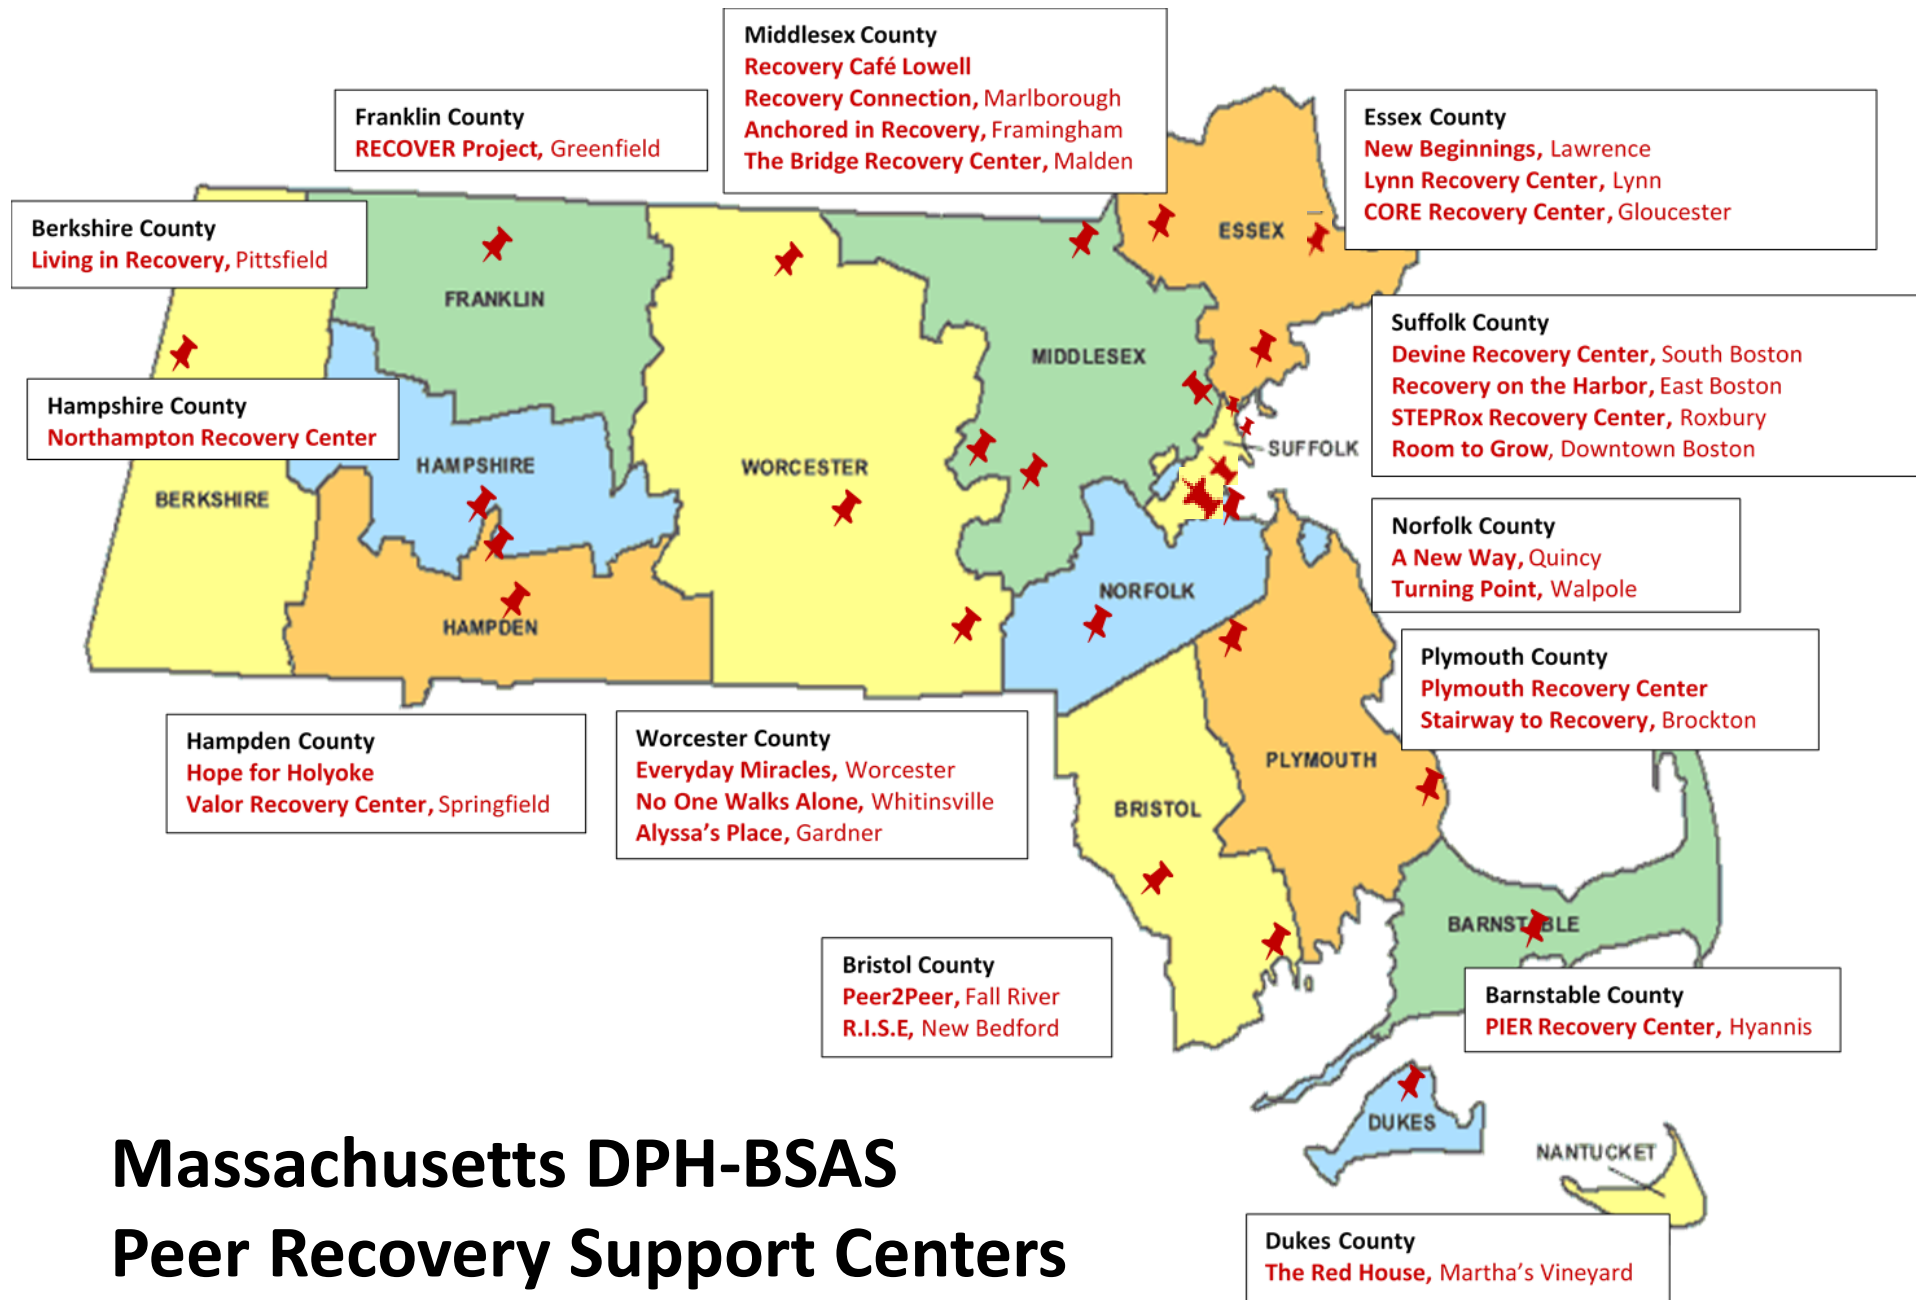 Middlesex County
Recovery Café Lowell
Recovery Connection, Marlborough
Anchored in Recovery, Framingham
The Bridge Recovery Center, Malden
Franklin County
RECOVER Project, Greenfield
Essex County
New Beginnings, Lawrence
Lynn Recovery Center, Lynn
CORE Recovery Center, Gloucester
Berkshire County
Living in Recovery, Pittsfield
ESSEX
FRANKLIN
Suffolk County
Devine Recovery Center, South Boston
Recovery on the Harbor, East Boston
STEPRox Recovery Center, Roxbury
Room to Grow, Downtown Boston
MIDDLESEX
Hampshire County
Northampton Recovery Center
SUFFOLK
HAMPSHIRE
WORCESTER
BERKSHIRE
Norfolk County
A New Way, Quincy
Turning Point, Walpole
NORFOLK
HAMPDEN
Plymouth County
Plymouth Recovery Center
Stairway to Recovery, Brockton
Hampden County
Hope for Holyoke
Valor Recovery Center, Springfield
Worcester County
Everyday Miracles, Worcester
No One Walks Alone, Whitinsville
Alyssa's Place, Gardner
PLYMOUTH
BRISTOL
BARNSTABLE
Bristol County
Peer2Peer, Fall River
R.I.S.E, New Bedford
Barnstable County
PIER Recovery Center, Hyannis
DUKES
NANTUCKET
Massachusetts DPH-BSAS
Peer Recovery Support Centers
Dukes County
The Red House, Martha's Vineyard